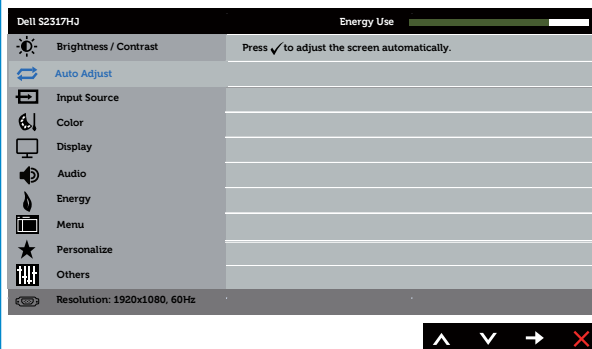 Dell S2317HJ Energy Use
Brightness / Contrast
Press ✓to adjust the screen automatically.
Auto Adjust
Input Source
Color
Display
Audio
Energy
Menu
Personalize
Others
Resolution: 1920x1080, 60Hz